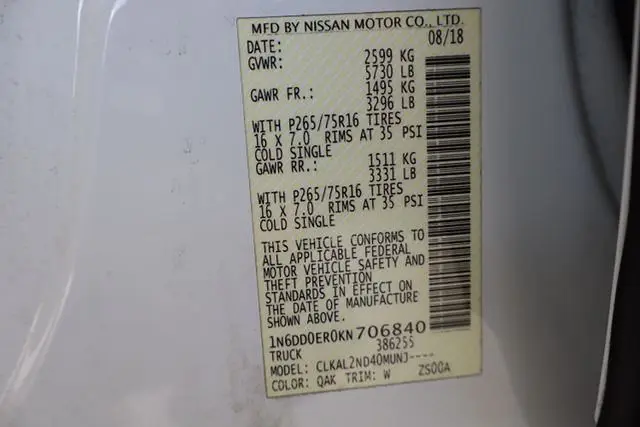 MFD BY NISSAN MOTOR CO., LTD.
DATE: 08/18
GVWR: 2599 KG
5730 LB
GAWR FR.: 1495 KG
3296 LB
WITH P265/75R16 TIRES
16 X 7.0 RIMS AT 35 PSI
COLD SINGLE
GAWR RR.: 1511 KG
3331 LB
WITH P265/75R16 TIRES
16 X 7.0 RIMS AT 35 PSI
COLD SINGLE
THIS VEHICLE CONFORMS TO
ALL APPLICABLE FEDERAL
MOTOR VEHICLE SAFETY AND
THEFT PREVENTION
STANDARDS IN EFFECT ON
THE DATE OF MANUFACTURE
SHOWN ABOVE.
1N6DD0ER0KN706840
TRUCK 386255
MODEL: CLKAL2ND40MUNJ----
COLOR: QAK TRIM: W ZS00A